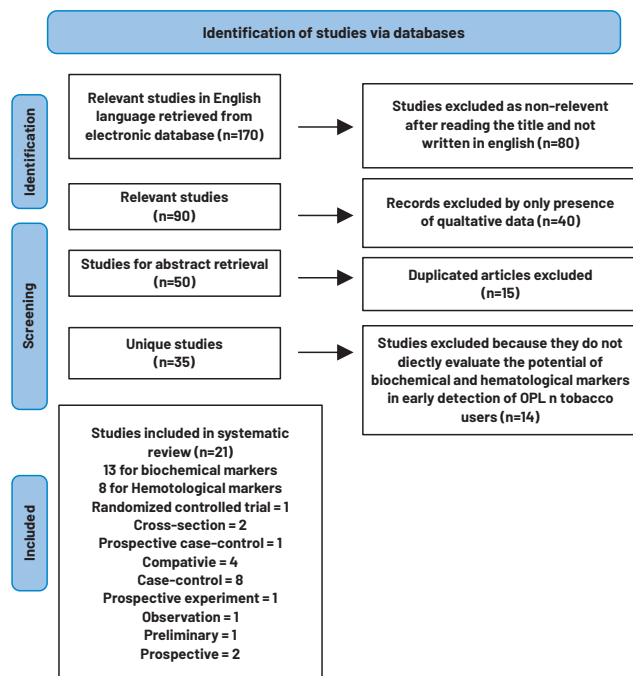 Identification of studies via databases
Identification
Relevant studies in English
language retrieved from
electronic database (n=170)
Studies excluded as non-relevent
after reading the title and not
written in english (n=80)
Relevant studies
(n=90)
Records excluded by only presence
of qualtative data (n=40)
Screening
Studies for abstract retrieval
(n=50)
Duplicated articles excluded
(n=15)
Unique studies
(n=35)
Studies excluded because they do not
diectly evaluate the potential of
biochemical and hematological markers
in early detection of OPL n tobacco
users (n=14)
Included
Studies included in systematic
review (n=21)
13 for biochemical markers
8 for Hemotological markers
Randomized controlled trial = 1
Cross-section = 2
Prospective case-control = 1
Compativie = 4
Case-control = 8
Prospective experiment = 1
Observation = 1
Preliminary = 1
Prospective = 2